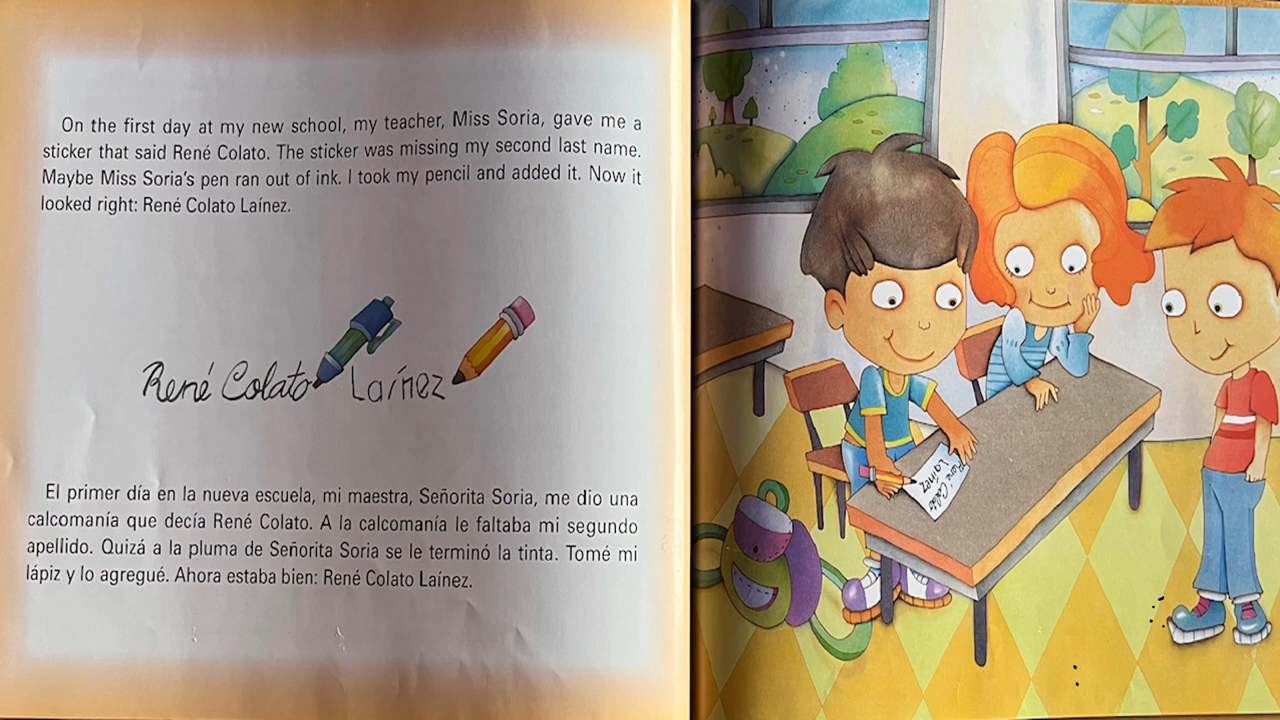 On the first day at my new school, my teacher, Miss Soria, gave me a
sticker that said René Colato. The sticker was missing my second last name.
Maybe Miss Soria's pen ran out of ink. I took my pencil and added it. Now it
looked right: René Colato Laínez.
René Colato Laínez
El primer día en la nueva escuela, mi maestra, Señorita Soria, me dio una
calcomanía que decía René Colato. A la calcomanía le faltaba mi segundo
apellido. Quizá a la pluma de Señorita Soria se le terminó la tinta. Tomé mi
lápiz y lo agregué. Ahora estaba bien: René Colato Laínez.
René Colato
Laínez